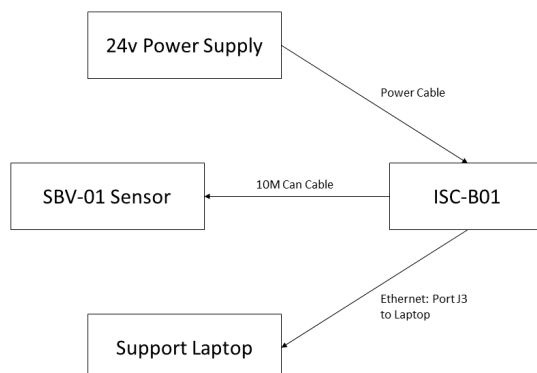 24v Power Supply
Power Cable
SBV-01 Sensor
10M Can Cable
ISC-B01
Ethernet: Port J3
to Laptop
Support Laptop